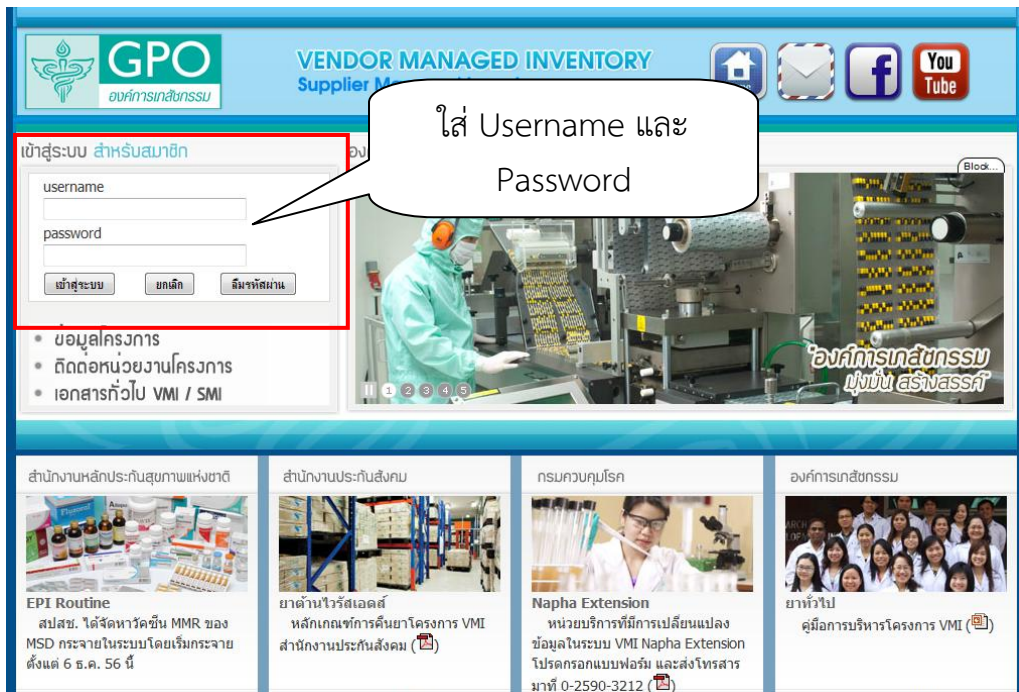 GPO
องค์การเภสัชกรรม
VENDOR MANAGED INVENTORY
Supplier
You
Tube
ใส่ Username และ
Password
เข้าสู่ระบบ สำหรับสมาชิก
Block...
username
password
เข้าสู่ระบบ ยกเลิก ลืมรหัสผ่าน
ข้อมูลโครงการ
ติดต่อหน่วยงานโครงการ
เอกสารทั่วไป VMI / SMI
องค์การเภสัชกรรม
มุ่งมั่น สร้างสรรค์
1 2 3 4 5
สำนักงานหลักประกันสุขภาพแห่งชาติ
EPI Routine
สปสช. ได้จัดหาวัคซีน MMR ของ
MSD กระจายในระบบโดยเริ่มกระจาย
ตั้งแต่ 6 ธ.ค. 56 นี้
สำนักงานประกันสังคม
ยาต้านไวรัสเอดส์
หลักเกณฑ์การคืนยาโครงการ VMI
สำนักงานประกันสังคม ( )
กรมควบคุมโรค
Napha Extension
หน่วยบริการที่มีการเปลี่ยนแปลง
ข้อมูลในระบบ VMI Napha Extension
โปรดกรอกแบบฟอร์ม และส่งโทรสาร
มาที่ 0-2590-3212 ( )
องค์การเภสัชกรรม
ยาทั่วไป
คู่มือการบริหารโครงการ VMI ( )